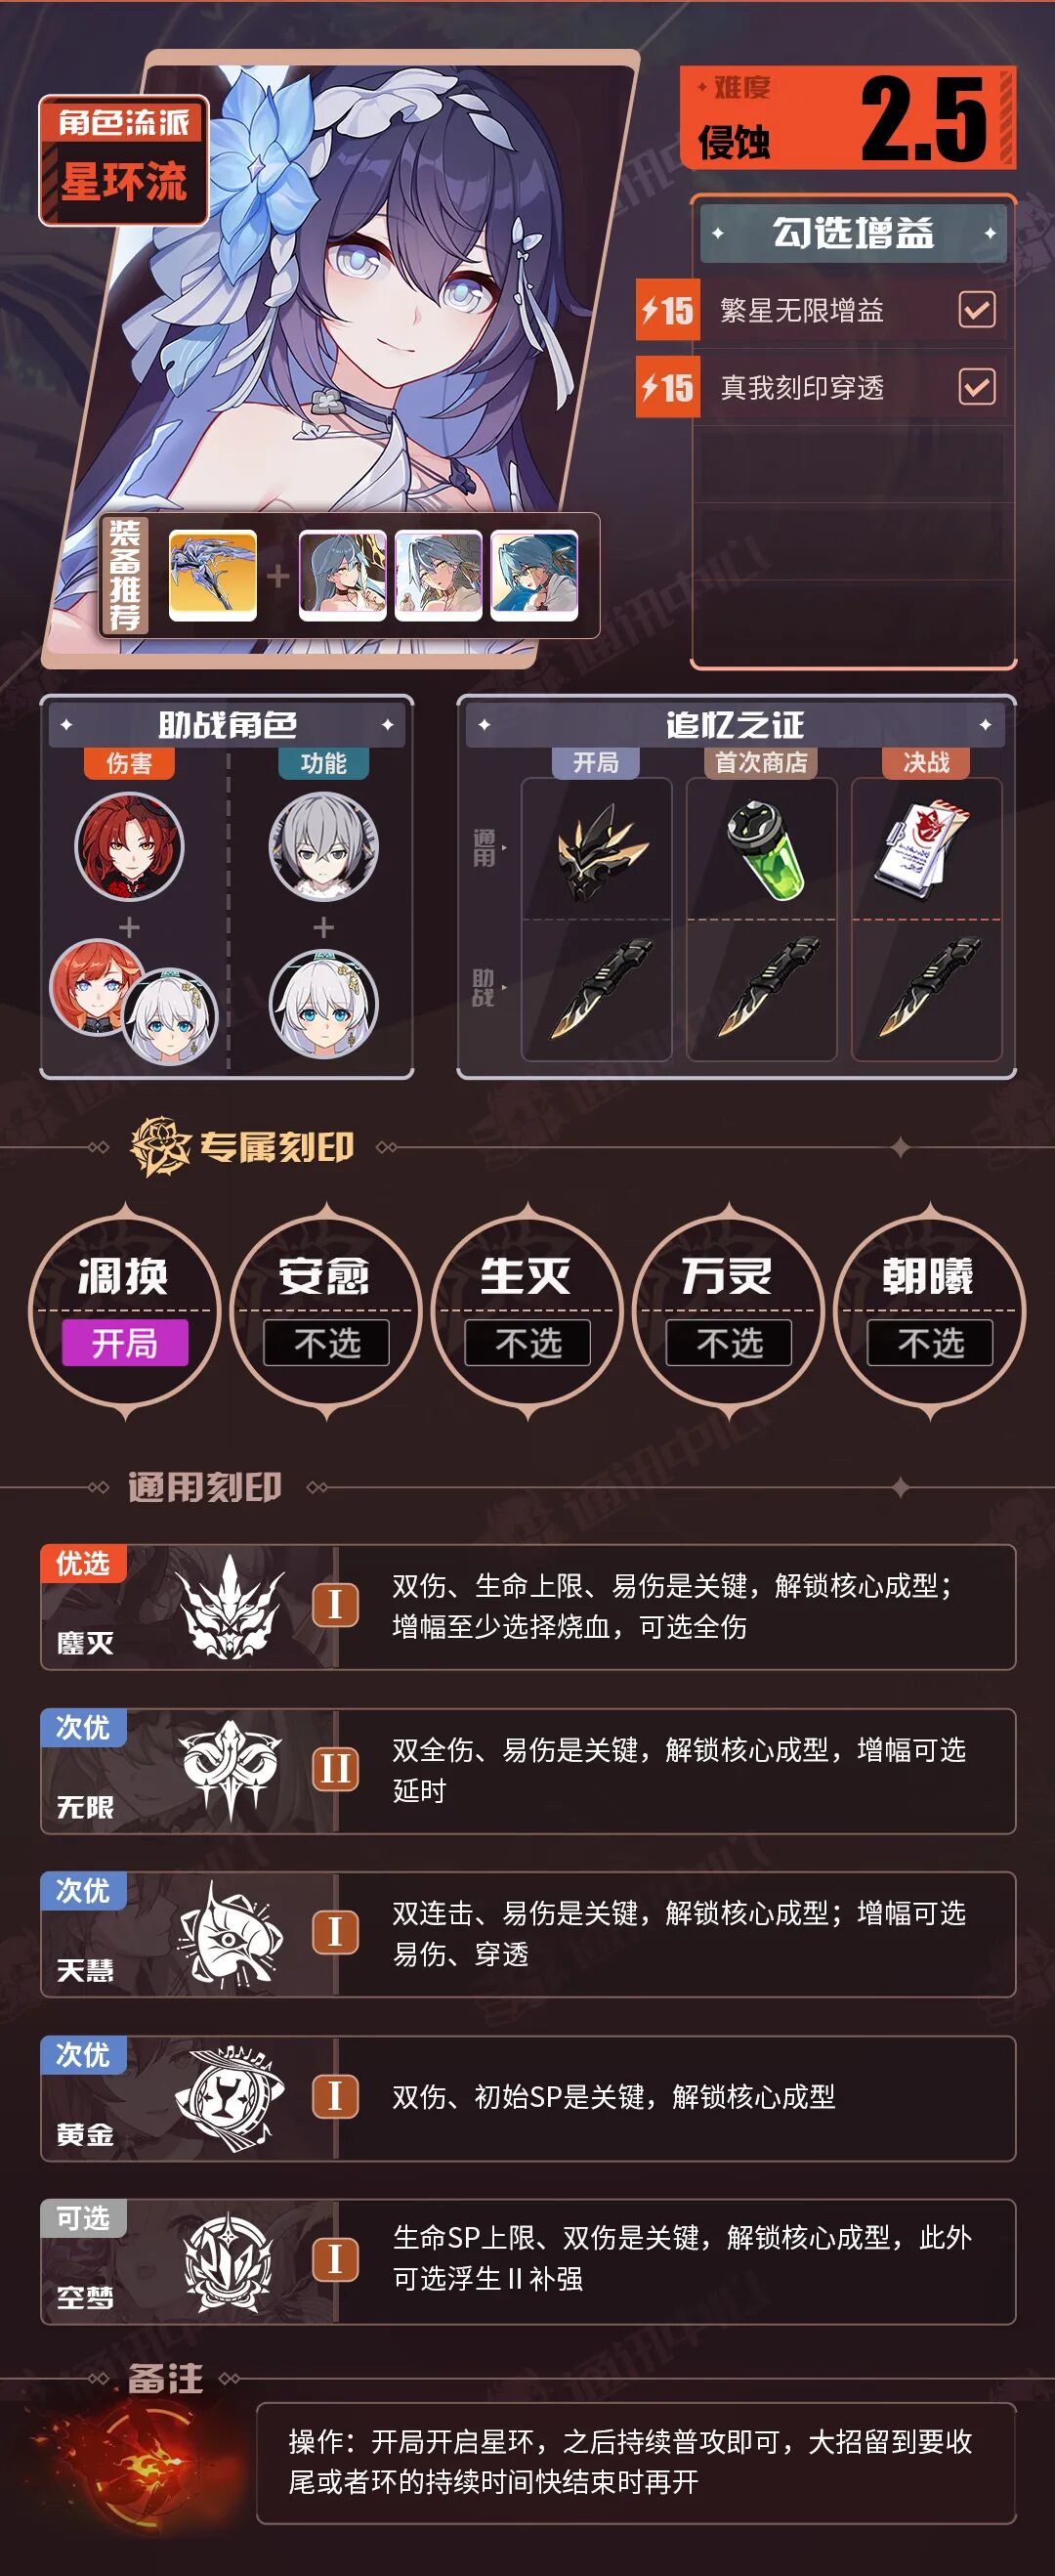 角色流派
星环流
难度
侵蚀
2.5
勾选增益
15
繁星无限增益
15
真我刻印穿透
装备推荐
助战角色
伤害
功能
追忆之证
开局
首次商店
决战
通用
助战
专属刻印
凋换
开局
安愈
不选
生灭
不选
万灵
不选
朝曦
不选
通用刻印
优选
鏖灭
I
双伤、生命上限、易伤是关键，解锁核心成型；
增幅至少选择烧血，可选全伤
次优
无限
II
双全伤、易伤是关键，解锁核心成型，增幅可选
延时
次优
天慧
I
双连击、易伤是关键，解锁核心成型；增幅可选
易伤、穿透
次优
黄金
I
双伤、初始SP是关键，解锁核心成型
可选
空梦
I
生命SP上限、双伤是关键，解锁核心成型，此外
可选浮生Ⅱ补强
备注
操作：开局开启星环，之后持续普攻即可，大招留到要收
尾或者环的持续时间快结束时再开